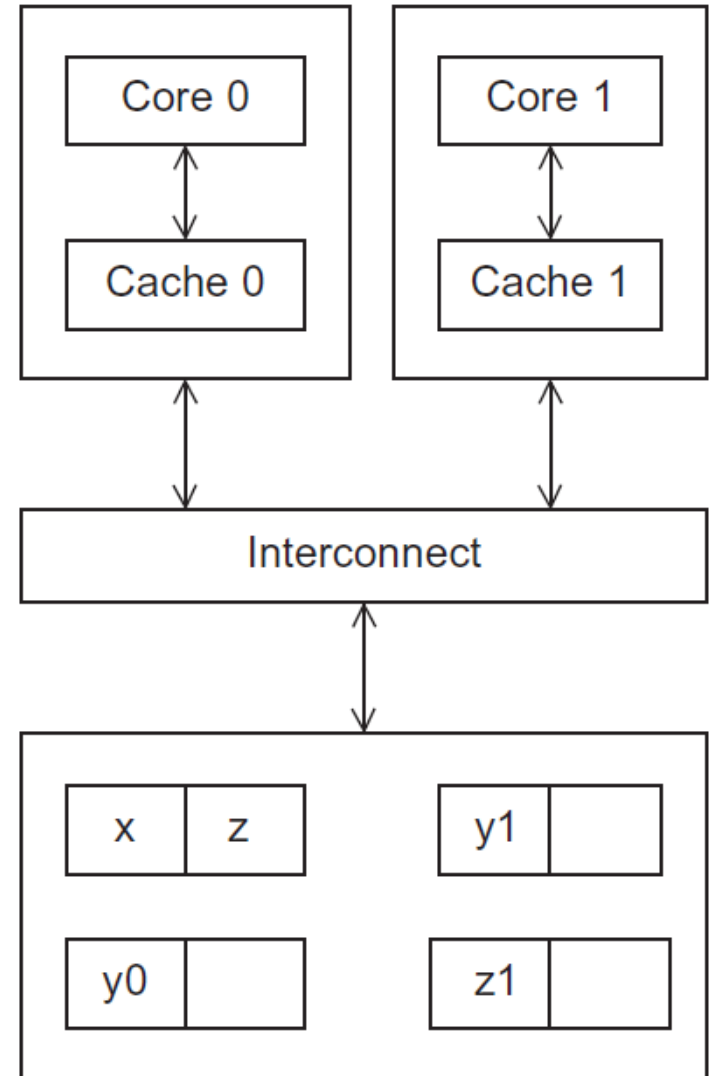 Core 0
Core 1
Cache 0
Cache 1
Interconnect
x z
y1
y0
z1